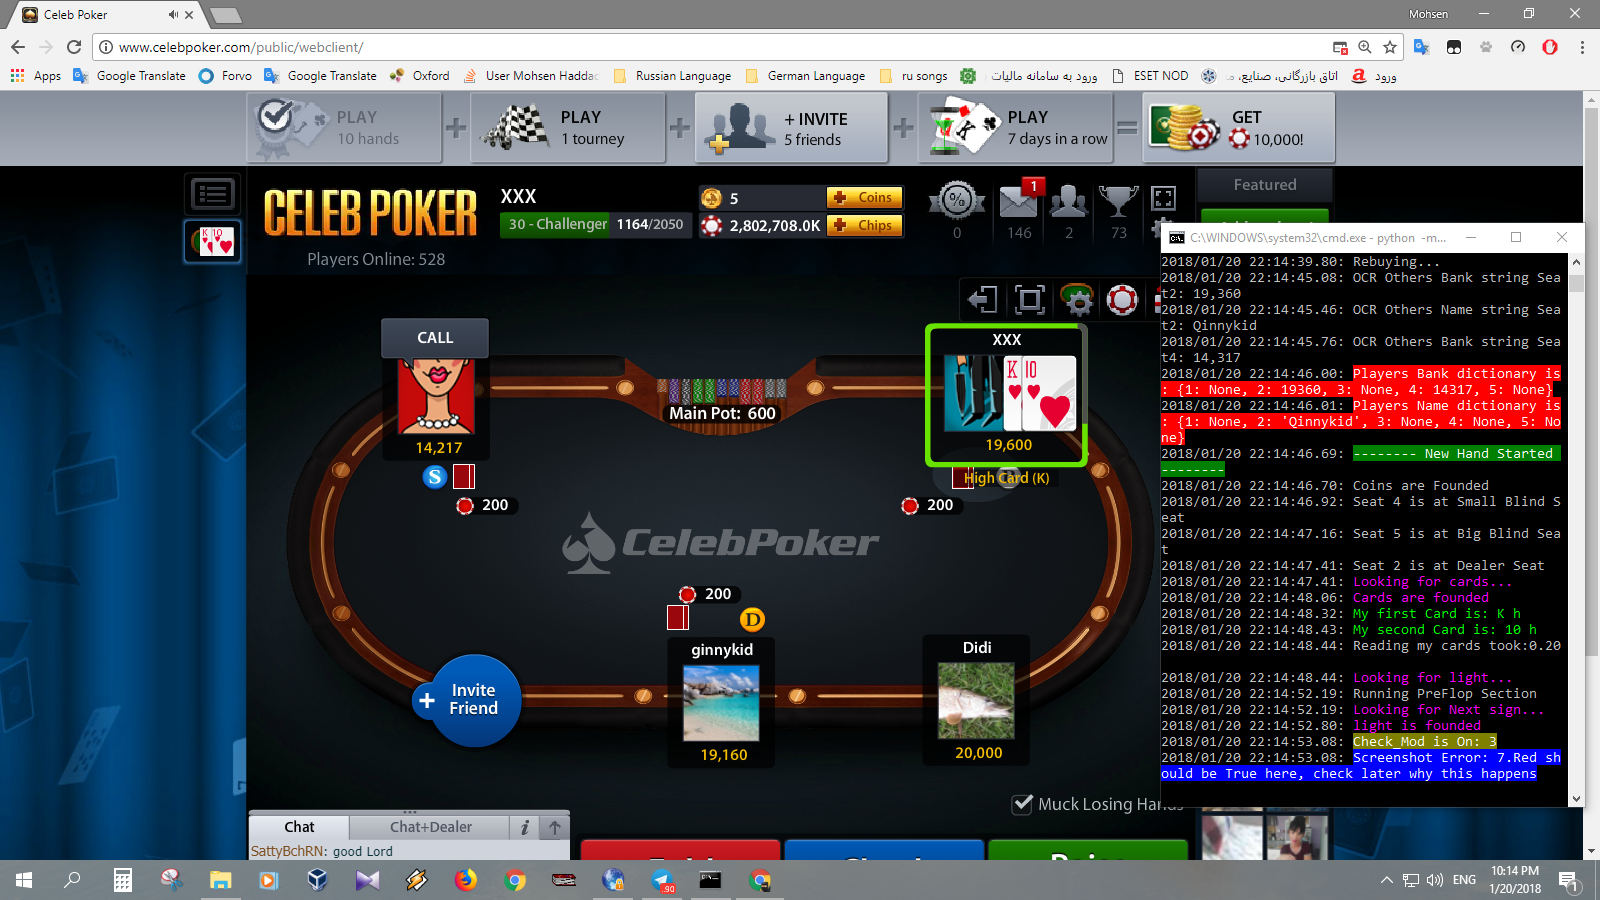 Celeb Poker
Mohsen
www.celebpoker.com/public/webclient/
Apps
Google Translate
Forvo
Google Translate
Oxford
User Mohsen Haddad
Russian Language
German Language
ru songs
ورود به سامانه مالیات
ESET NOD
اتاق بازرگانی، صنایع، م
ورود
PLAY
10 hands
PLAY
1 tourney
+ INVITE
5 friends
PLAY
7 days in a row
GET
10,000!
CELEB POKER
XXX
30 - Challenger 1164/2050
5
+ Coins
2,802,708.0K
+ Chips
Players Online: 528
0
1
146
2
73
Featured
CALL
14,217
S
200
Main Pot: 600
XXX
K 10
19,600
High Card (K)
200
CelebPoker
200
D
ginnykid
19,160
Didi
20,000
+ Invite
Friend
Muck Losing Hands
Chat
Chat+Dealer
i
SattyBchRN: good Lord
C:\WINDOWS\system32\cmd.exe - python -m...
2018/01/20 22:14:39.80: Rebuying...
2018/01/20 22:14:45.08: OCR Others Bank string Sea
t2: 19,360
2018/01/20 22:14:45.46: OCR Others Name string Sea
t2: Qinnykid
2018/01/20 22:14:45.76: OCR Others Bank string Sea
t4: 14,317
2018/01/20 22:14:46.00: Players Bank dictionary is
: {1: None, 2: 19360, 3: None, 4: 14317, 5: None}
2018/01/20 22:14:46.01: Players Name dictionary is
: {1: None, 2: 'Qinnykid', 3: None, 4: None, 5: No
ne}
2018/01/20 22:14:46.69: -------- New Hand Started
--------
2018/01/20 22:14:46.70: Coins are Founded
2018/01/20 22:14:46.92: Seat 4 is at Small Blind S
eat
2018/01/20 22:14:47.16: Seat 5 is at Big Blind Sea
t
2018/01/20 22:14:47.41: Seat 2 is at Dealer Seat
2018/01/20 22:14:47.41: Looking for cards...
2018/01/20 22:14:48.06: Cards are founded
2018/01/20 22:14:48.32: My first Card is: K h
2018/01/20 22:14:48.43: My second Card is: 10 h
2018/01/20 22:14:48.44: Reading my cards took:0.20
2018/01/20 22:14:48.44: Looking for light...
2018/01/20 22:14:52.19: Running PreFlop Section
2018/01/20 22:14:52.19: Looking for Next sign...
2018/01/20 22:14:52.80: light is founded
2018/01/20 22:14:53.08: Check_Mod is On: 3
2018/01/20 22:14:53.08: Screenshot Error: 7.Red sh
ould be True here, check later why this happens
90
ENG
10:14 PM
1/20/2018
1